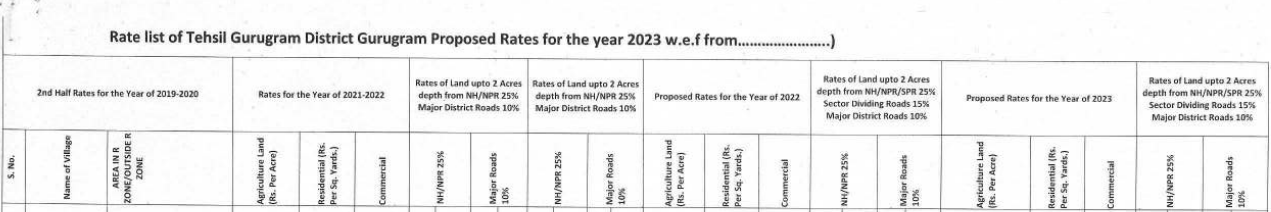 Rate list of Tehsil Gurugram District Gurugram Proposed Rates for the year 2023 w.e.f from......................)
2nd Half Rates for the Year of 2019-2020
Rates for the Year of 2021-2022
Rates of Land upto 2 Acres
depth from NH/NPR 25%
Major District Roads 10%
Rates of Land upto 2 Acres
depth from NH/NPR 25%
Major District Roads 10%
Proposed Rates for the Year of 2022
Rates of Land upto 2 Acres
depth from NH/NPR/SPR 25%
Sector Dividing Roads 15%
Major District Roads 10%
Proposed Rates for the Year of 2023
Rates of Land upto 2 Acres
depth from NH/NPR/SPR 25%
Sector Dividing Roads 15%
Major District Roads 10%
S. No.
Name of Village
AREA IN R
ZONE/OUTSIDE R
ZONE
Agriculture Land
(Rs. Per Acre)
Residential (Rs.
Per Sq. Yards.)
Commercial
NH/NPR 25%
Major Roads
10%
NH/NPR 25%
Major Roads
10%
Agriculture Land
(Rs. Per Acre)
Residential (Rs.
Per Sq. Yards.)
Commercial
NH/NPR 25%
Major Roads
10%
Agriculture Land
(Rs. Per Acre)
Residential (Rs.
Per Sq. Yards.)
Commercial
NH/NPR 25%
Major Roads
10%